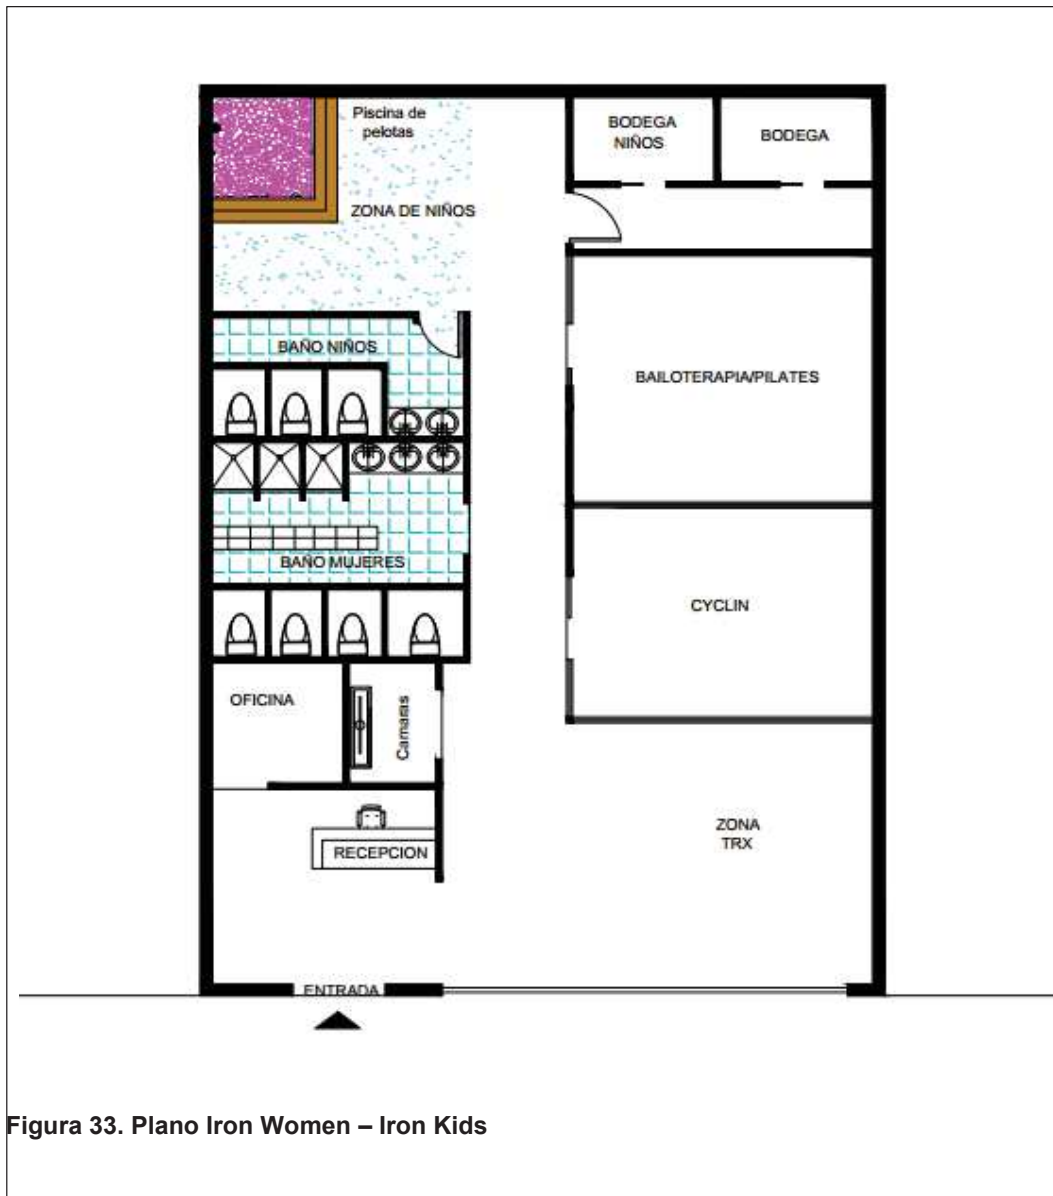 Piscina de
pelotas
BODEGA
NIÑOS
BODEGA
ZONA DE NIÑOS
BAÑO NIÑOS
BAILOTERAPIA/PILATES
BAÑO MUJERES
CYCLIN
OFICINA
Camaras
ZONA
TRX
RECEPCION
ENTRADA
Figura 33. Plano Iron Women – Iron Kids